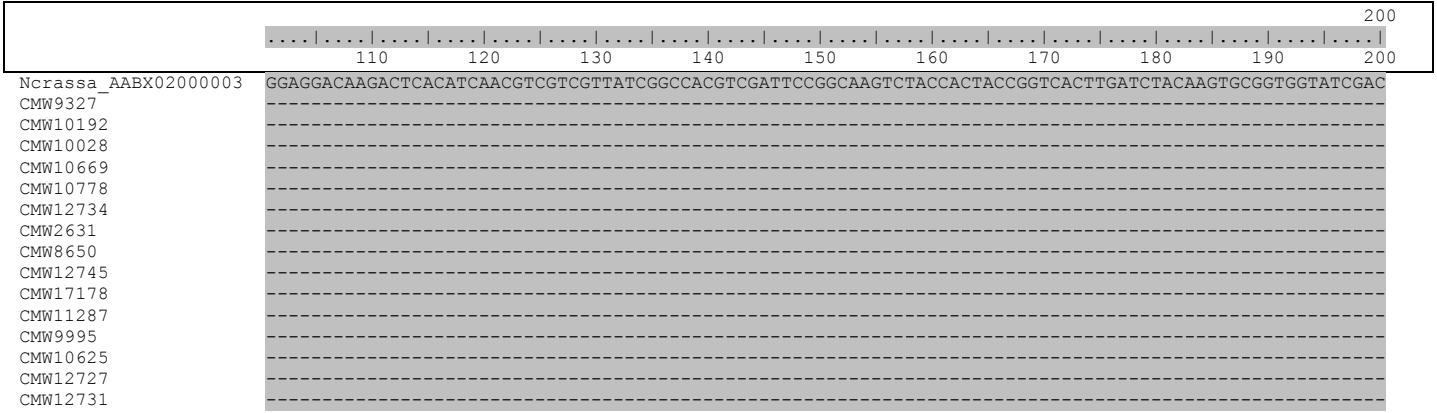 200
....|....|....|....|....|....|....|....|....|....|....|....|....|....|....|....|....|....|....|....|
110 120 130 140 150 160 170 180 190 200
Ncrassa_AABX02000003 GGAGGACAAGACTCACATCAACGTCGTCGTTATCGGCCACGTCGATTCCGGCAAGTCTACCACTACCGGTCACTTGATCTACAAGTGCGGTGGTATCGAC
CMW9327 ----------------------------------------------------------------------------------------------------
CMW10192 ----------------------------------------------------------------------------------------------------
CMW10028 ----------------------------------------------------------------------------------------------------
CMW10669 ----------------------------------------------------------------------------------------------------
CMW10778 ----------------------------------------------------------------------------------------------------
CMW12734 ----------------------------------------------------------------------------------------------------
CMW2631 ----------------------------------------------------------------------------------------------------
CMW8650 ----------------------------------------------------------------------------------------------------
CMW12745 ----------------------------------------------------------------------------------------------------
CMW17178 ----------------------------------------------------------------------------------------------------
CMW11287 ----------------------------------------------------------------------------------------------------
CMW9995 ----------------------------------------------------------------------------------------------------
CMW10625 ----------------------------------------------------------------------------------------------------
CMW12727 ----------------------------------------------------------------------------------------------------
CMW12731 ----------------------------------------------------------------------------------------------------